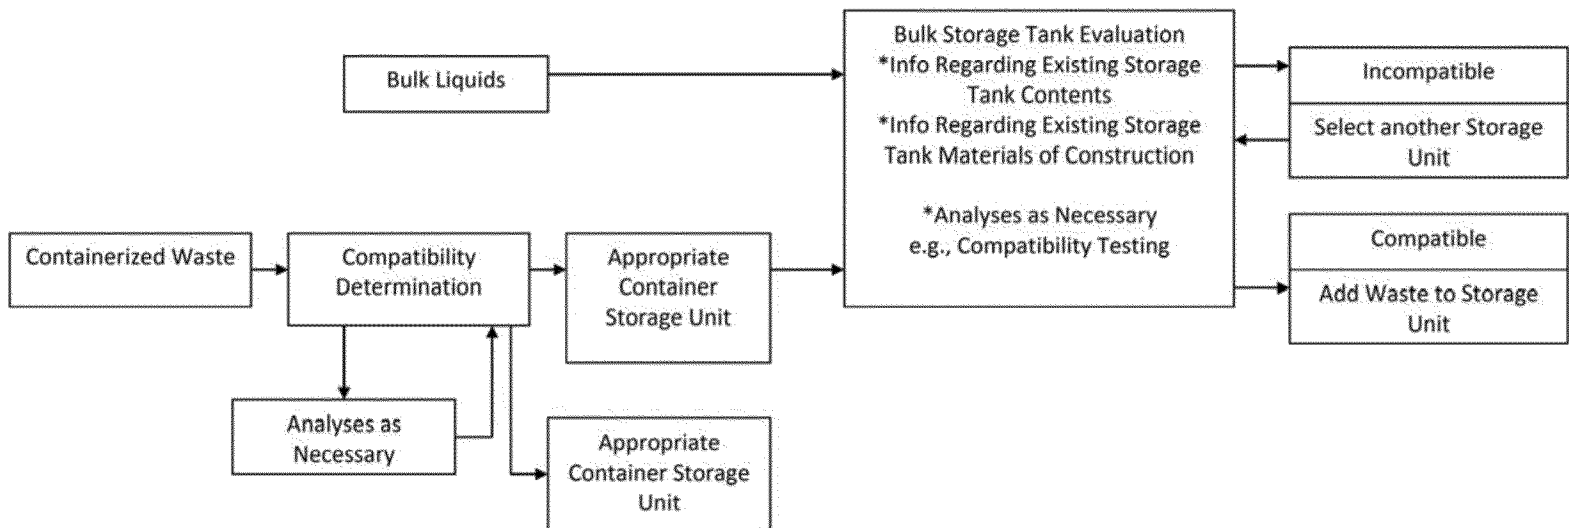 Bulk Liquids
Bulk Storage Tank Evaluation
*Info Regarding Existing Storage
Tank Contents
*Info Regarding Existing Storage
Tank Materials of Construction
*Analyses as Necessary
e.g., Compatibility Testing
Incompatible
Select another Storage
Unit
Compatible
Add Waste to Storage
Unit
Containerized Waste
Compatibility
Determination
Appropriate
Container
Storage Unit
Analyses as
Necessary
Appropriate
Container Storage
Unit